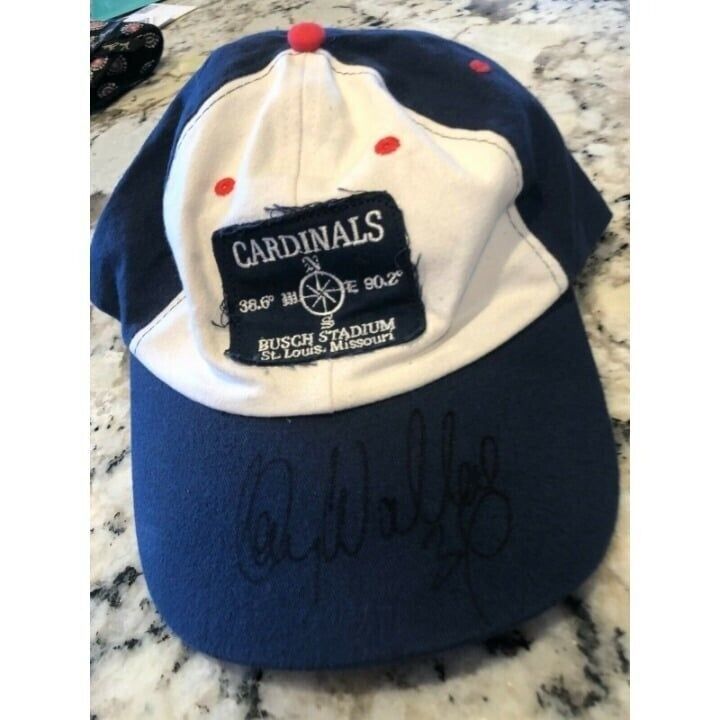 CARDINALS
N
38.6° W E 90.2°
S
BUSCH STADIUM
St. Louis, Missouri